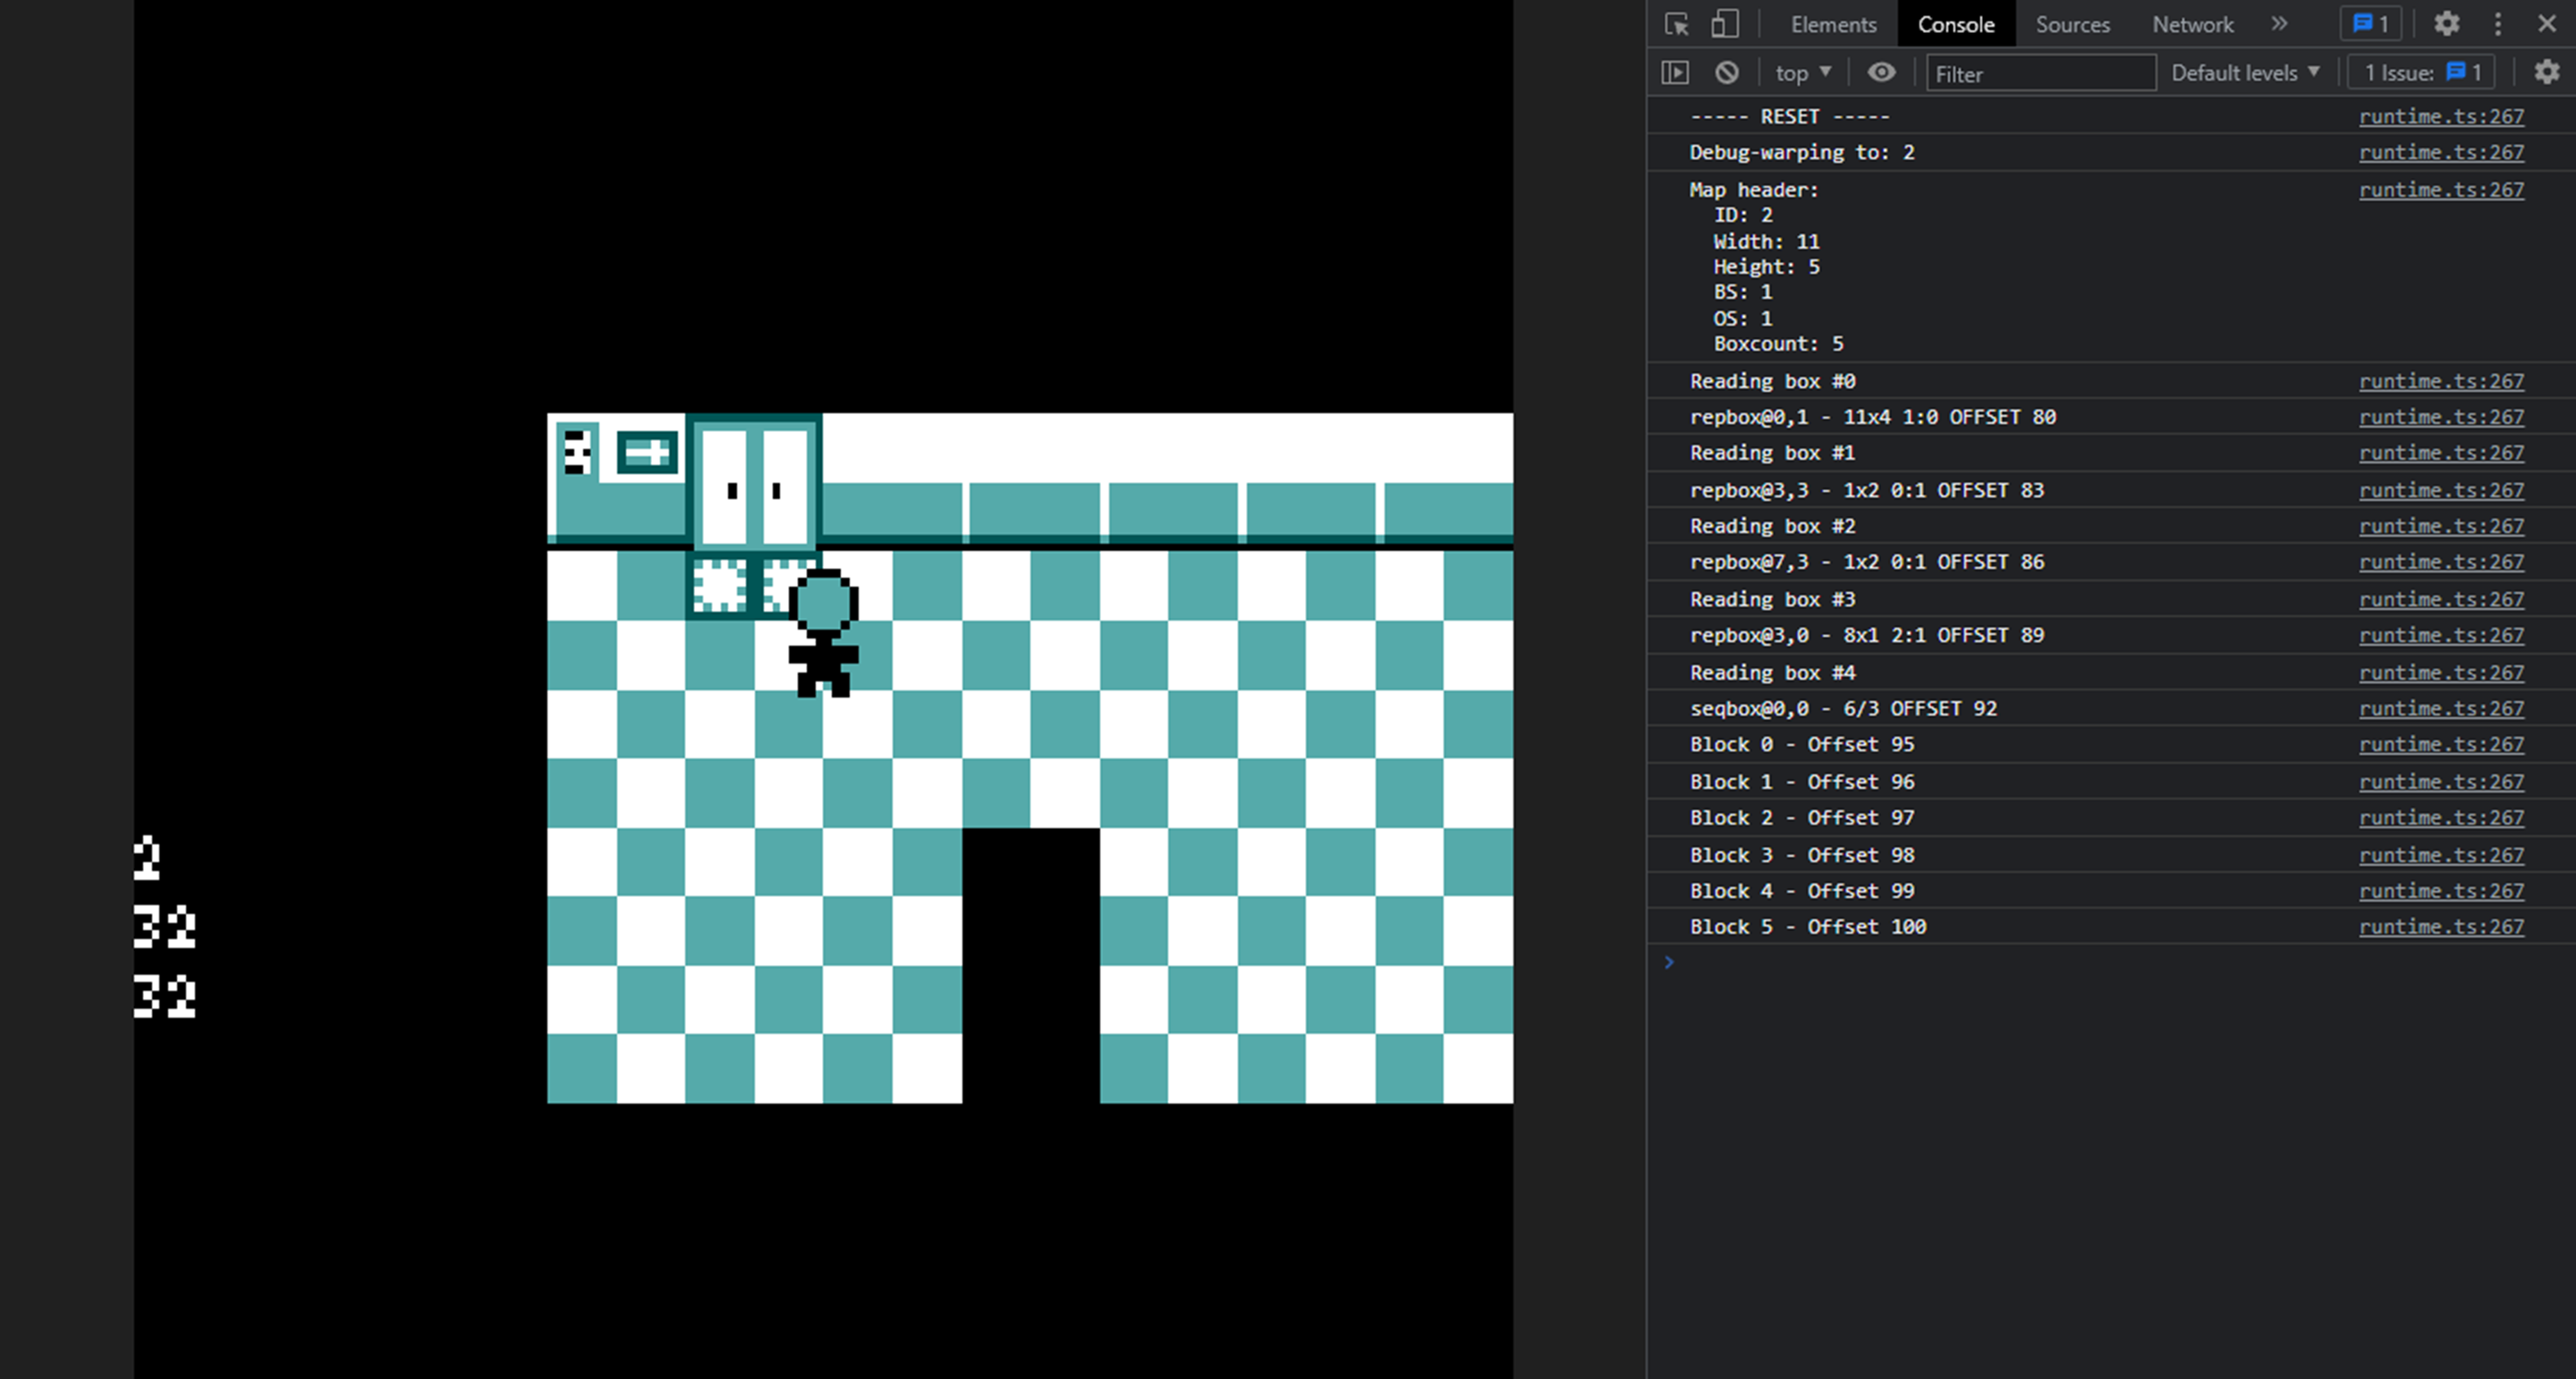 2
32
32
Elements Console Sources Network » 1
top ▼ Filter Default levels ▼ 1 Issue: 1
----- RESET ----- runtime.ts:267
Debug-warping to: 2 runtime.ts:267
Map header: runtime.ts:267
ID: 2
Width: 11
Height: 5
BS: 1
OS: 1
Boxcount: 5
Reading box #0 runtime.ts:267
repbox@0,1 - 11x4 1:0 OFFSET 80 runtime.ts:267
Reading box #1 runtime.ts:267
repbox@3,3 - 1x2 0:1 OFFSET 83 runtime.ts:267
Reading box #2 runtime.ts:267
repbox@7,3 - 1x2 0:1 OFFSET 86 runtime.ts:267
Reading box #3 runtime.ts:267
repbox@3,0 - 8x1 2:1 OFFSET 89 runtime.ts:267
Reading box #4 runtime.ts:267
seqbox@0,0 - 6/3 OFFSET 92 runtime.ts:267
Block 0 - Offset 95 runtime.ts:267
Block 1 - Offset 96 runtime.ts:267
Block 2 - Offset 97 runtime.ts:267
Block 3 - Offset 98 runtime.ts:267
Block 4 - Offset 99 runtime.ts:267
Block 5 - Offset 100 runtime.ts:267